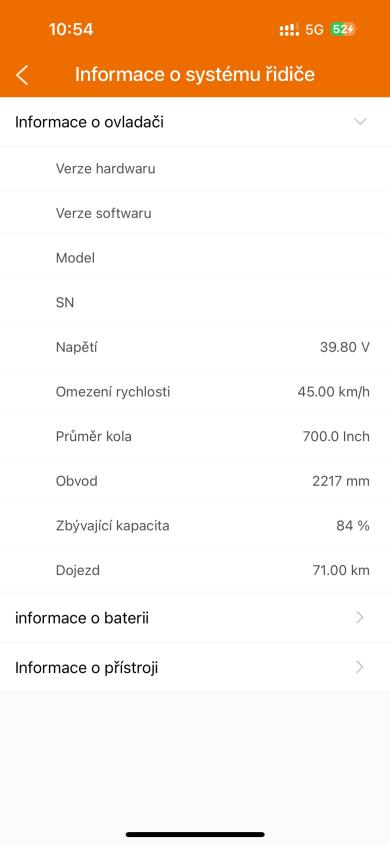 10:54
5G
52
Informace o systému řidiče
Informace o ovladači
Verze hardwaru
Verze softwaru
Model
SN
Napětí 39.80 V
Omezení rychlosti 45.00 km/h
Průměr kola 700.0 Inch
Obvod 2217 mm
Zbývající kapacita 84 %
Dojezd 71.00 km
informace o baterii
Informace o přístroji